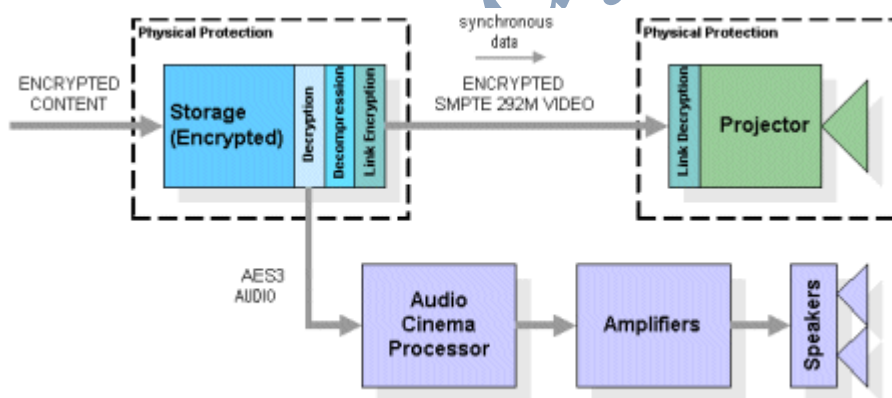 Physical Protection
synchronous
data
Physical Protection
ENCRYPTED
CONTENT
Storage
(Encrypted)
Decryption
Decompression
Link Encryption
ENCRYPTED
SMPTE 292M VIDEO
Link Decryption
Projector
AES3
AUDIO
Audio
Cinema
Processor
Amplifiers
Speakers